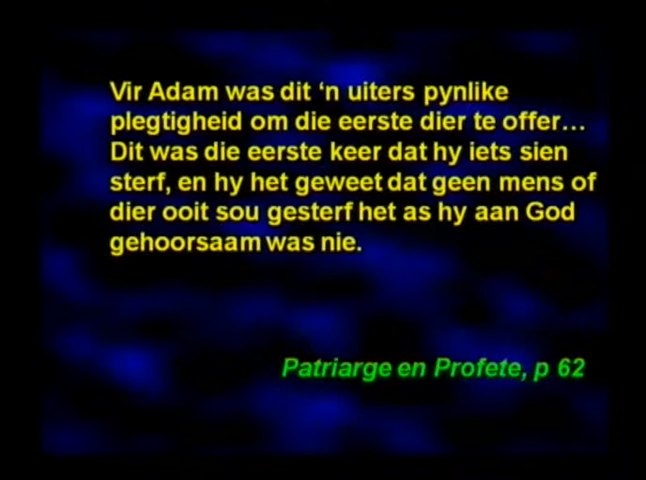 Vir Adam was dit ‘n uiters pynlike
plegtigheid om die eerste dier te offer…
Dit was die eerste keer dat hy iets sien
sterf, en hy het geweet dat geen mens of
dier ooit sou gesterf het as hy aan God
gehoorsaam was nie.
Patriarge en Profete, p 62